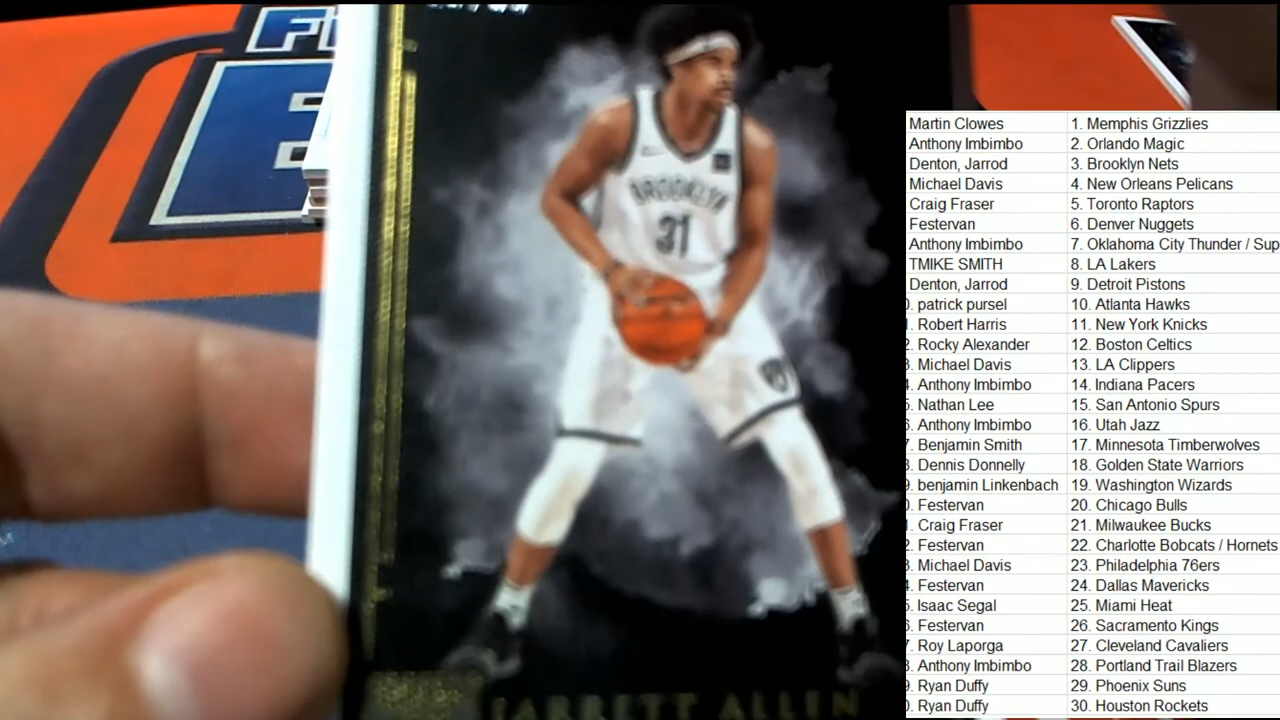 BROOKLYN
31
JARRETT ALLEN
Martin Clowes 1. Memphis Grizzlies
Anthony Imbimbo 2. Orlando Magic
Denton, Jarrod 3. Brooklyn Nets
Michael Davis 4. New Orleans Pelicans
Craig Fraser 5. Toronto Raptors
Festervan 6. Denver Nuggets
Anthony Imbimbo 7. Oklahoma City Thunder / Sup
TMIKE SMITH 8. LA Lakers
Denton, Jarrod 9. Detroit Pistons
patrick pursel 10. Atlanta Hawks
Robert Harris 11. New York Knicks
Rocky Alexander 12. Boston Celtics
Michael Davis 13. LA Clippers
Anthony Imbimbo 14. Indiana Pacers
Nathan Lee 15. San Antonio Spurs
Anthony Imbimbo 16. Utah Jazz
Benjamin Smith 17. Minnesota Timberwolves
Dennis Donnelly 18. Golden State Warriors
benjamin Linkenbach 19. Washington Wizards
Festervan 20. Chicago Bulls
Craig Fraser 21. Milwaukee Bucks
Festervan 22. Charlotte Bobcats / Hornets
Michael Davis 23. Philadelphia 76ers
Festervan 24. Dallas Mavericks
Isaac Segal 25. Miami Heat
Festervan 26. Sacramento Kings
Roy Laporga 27. Cleveland Cavaliers
Anthony Imbimbo 28. Portland Trail Blazers
Ryan Duffy 29. Phoenix Suns
Ryan Duffy 30. Houston Rockets